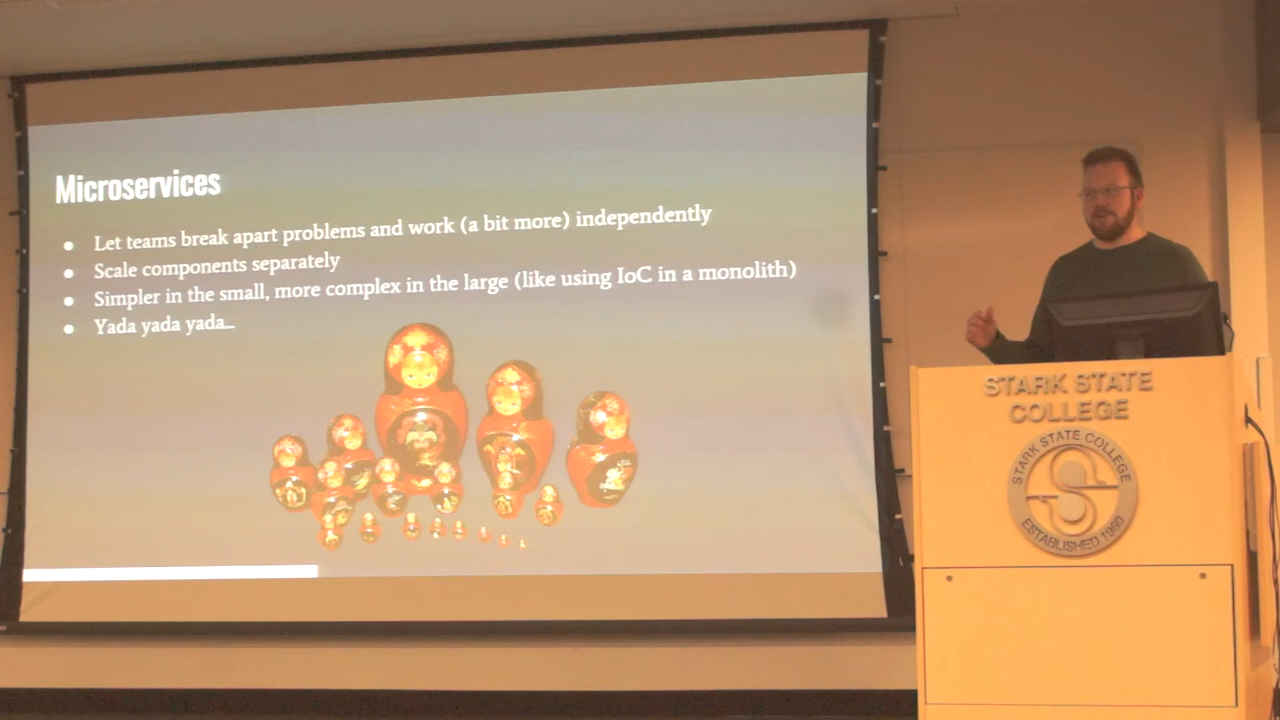 Microservices
● Let teams break apart problems and work (a bit more) independently
● Scale components separately
● Simpler in the small, more complex in the large (like using IoC in a monolith)
● Yada yada yada...
STARK STATE
COLLEGE
STARK STATE COLLEGE
ESTABLISHED 1960